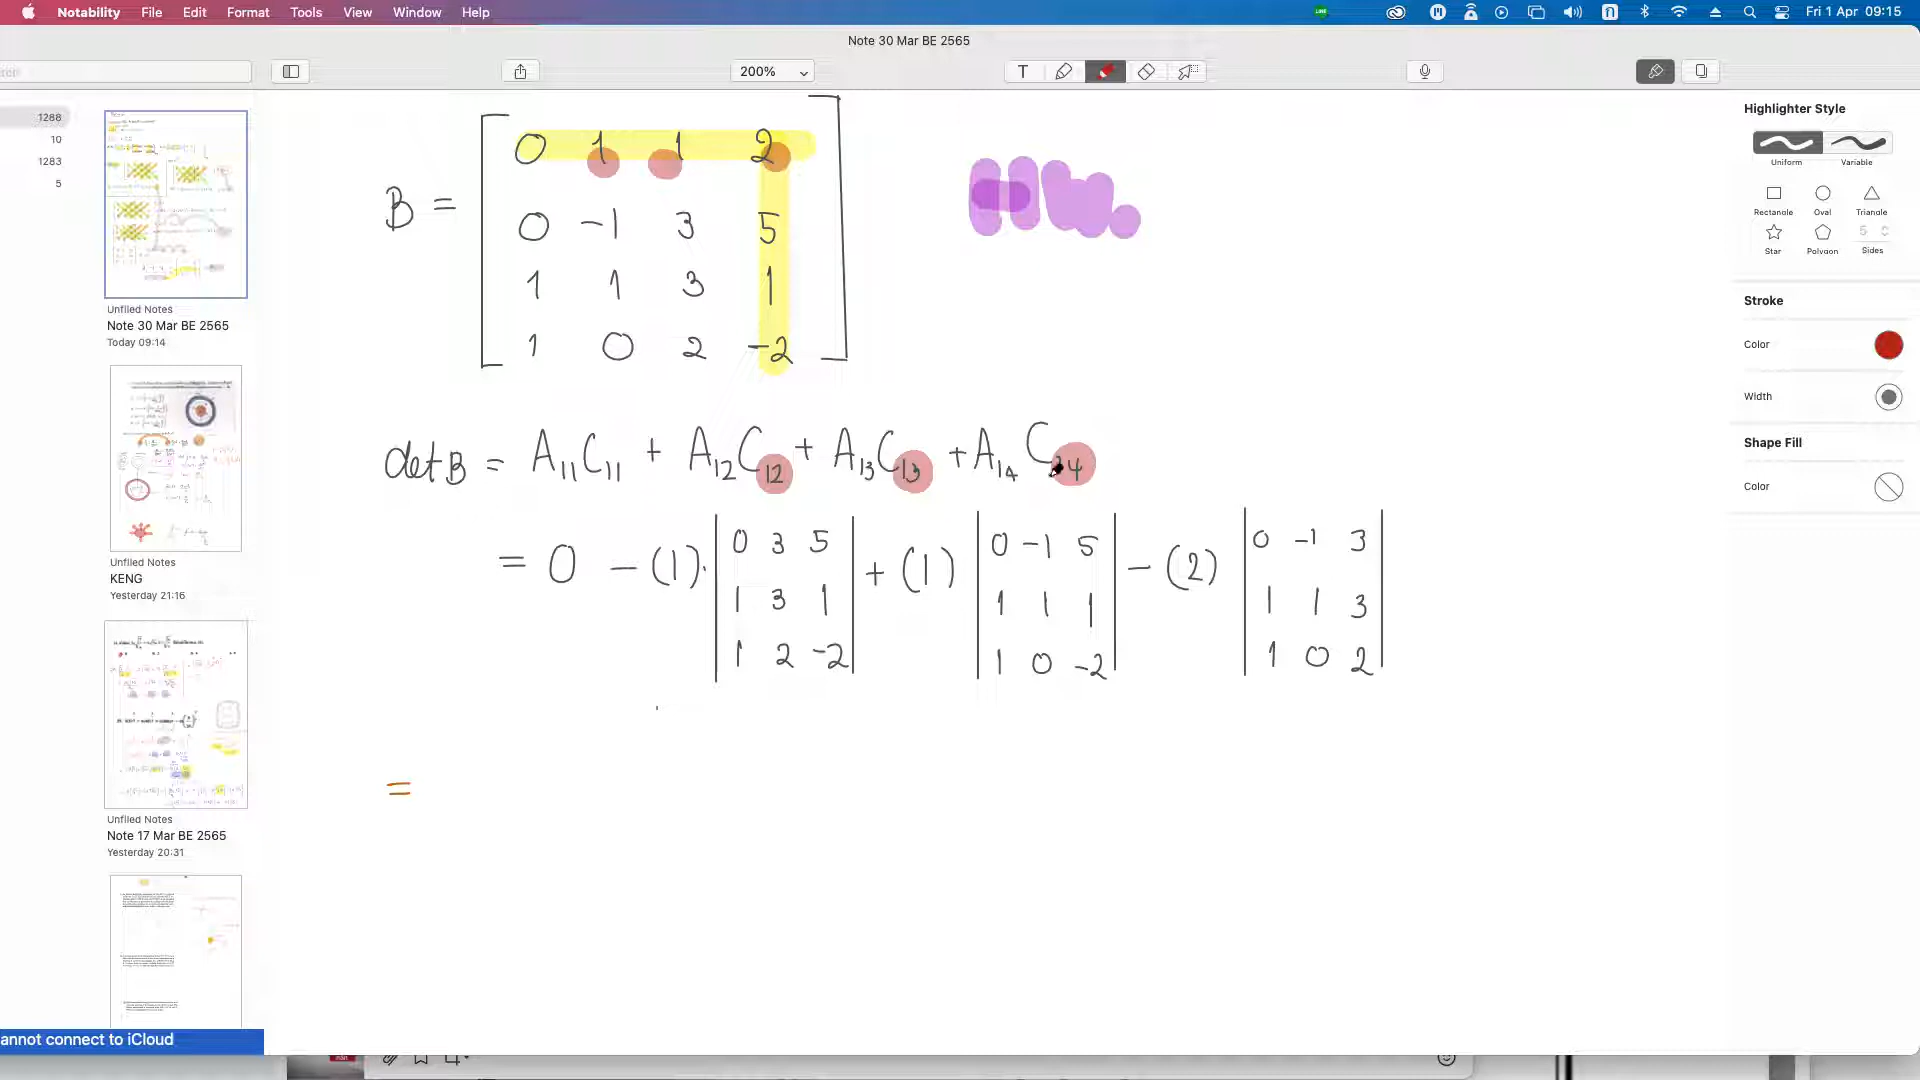 Notability File Edit Format Tools View Window Help
Fri 1 Apr 09:15
Note 30 Mar BE 2565
200%
T
1288
10
1283
5
Unfiled Notes
Note 30 Mar BE 2565
Today 09:14
Unfiled Notes
KENG
Yesterday 21:16
Unfiled Notes
Note 17 Mar BE 2565
Yesterday 20:31
annot connect to iCloud
B =
0 1 1 2
0 -1 3 5
1 1 3 1
1 0 2 -2
det B = A11C11 + A12C12 + A13C13 + A14C
= 0 - (1)· | 0 3 5 | + (1) | 0 -1 5 | - (2) | 0 -1 3 |
| 1 3 1 | | 1 1 1 | | 1 1 3 |
| 1 2 -2 | | 1 0 -2 | | 1 0 2 |
=
Highlighter Style
Uniform Variable
Rectangle Oval Triangle
Star Polygon 5 Sides
Stroke
Color
Width
Shape Fill
Color